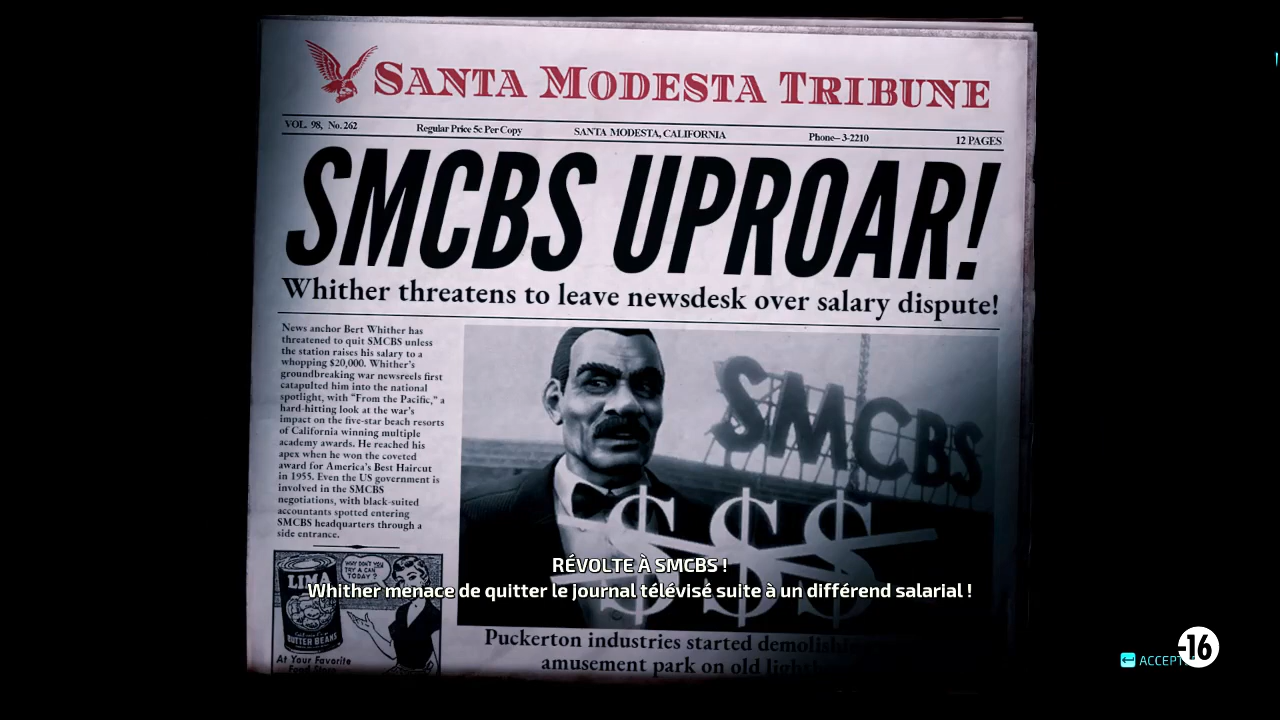 SANTA MODESTA TRIBUNE
VOL. 98, No. 262 Regular Price 5c Per Copy SANTA MODESTA, CALIFORNIA Phone–3-2210 12 PAGES
SMCBS UPROAR!
Whither threatens to leave newsdesk over salary dispute!
News anchor Bert Whither has
threatened to quit SMCBS unless
the station raises his salary to a
whopping $20,000. Whither's
groundbreaking war newsreels first
catapulted him into the national
spotlight, with "From the Pacific," a
hard-hitting look at the war's
impact on the five-star beach resorts
of California winning multiple
academy awards. He reached his
apex when he won the coveted
award for America's Best Haircut
in 1955. Even the US government is
involved in the SMCBS
negotiations, with black-suited
accountants spotted entering
SMCBS headquarters through a
side entrance.
SMCBS
$$$
RÉVOLTE À SMCBS !
Whither menace de quitter le journal télévisé suite à un différend salarial !
WHY DON'T YOU
TRY A CAN
TODAY?
LIMA
BUTTER BEANS
At Your Favorite
Food Store
Puckerton industries started
amusement park on old
ACCEPT
-16